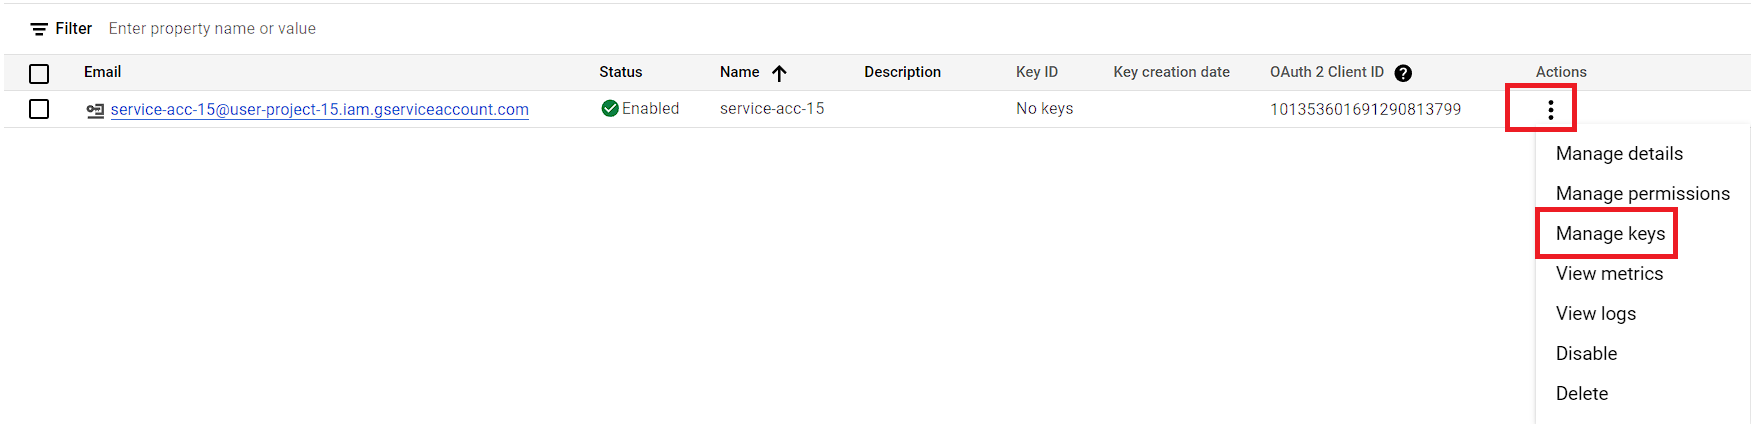 Filter Enter property name or value
Email Status Name Description Key ID Key creation date OAuth 2 Client ID ? Actions
service-acc-15@user-project-15.iam.gserviceaccount.com Enabled service-acc-15 No keys 101353601691290813799
Manage details
Manage permissions
Manage keys
View metrics
View logs
Disable
Delete